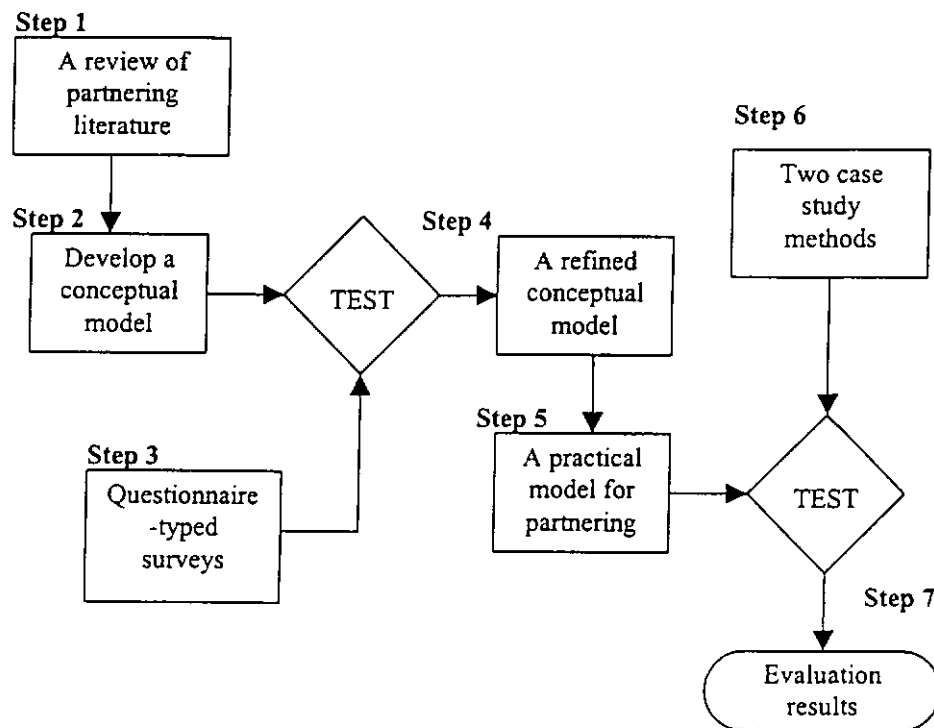 Step 1
A review of
partnering
literature
Step 2
Develop a
conceptual
model
TEST
Step 3
Questionnaire
-typed
surveys
Step 4
A refined
conceptual
model
Step 5
A practical
model for
partnering
Step 6
Two case
study
methods
TEST
Step 7
Evaluation
results